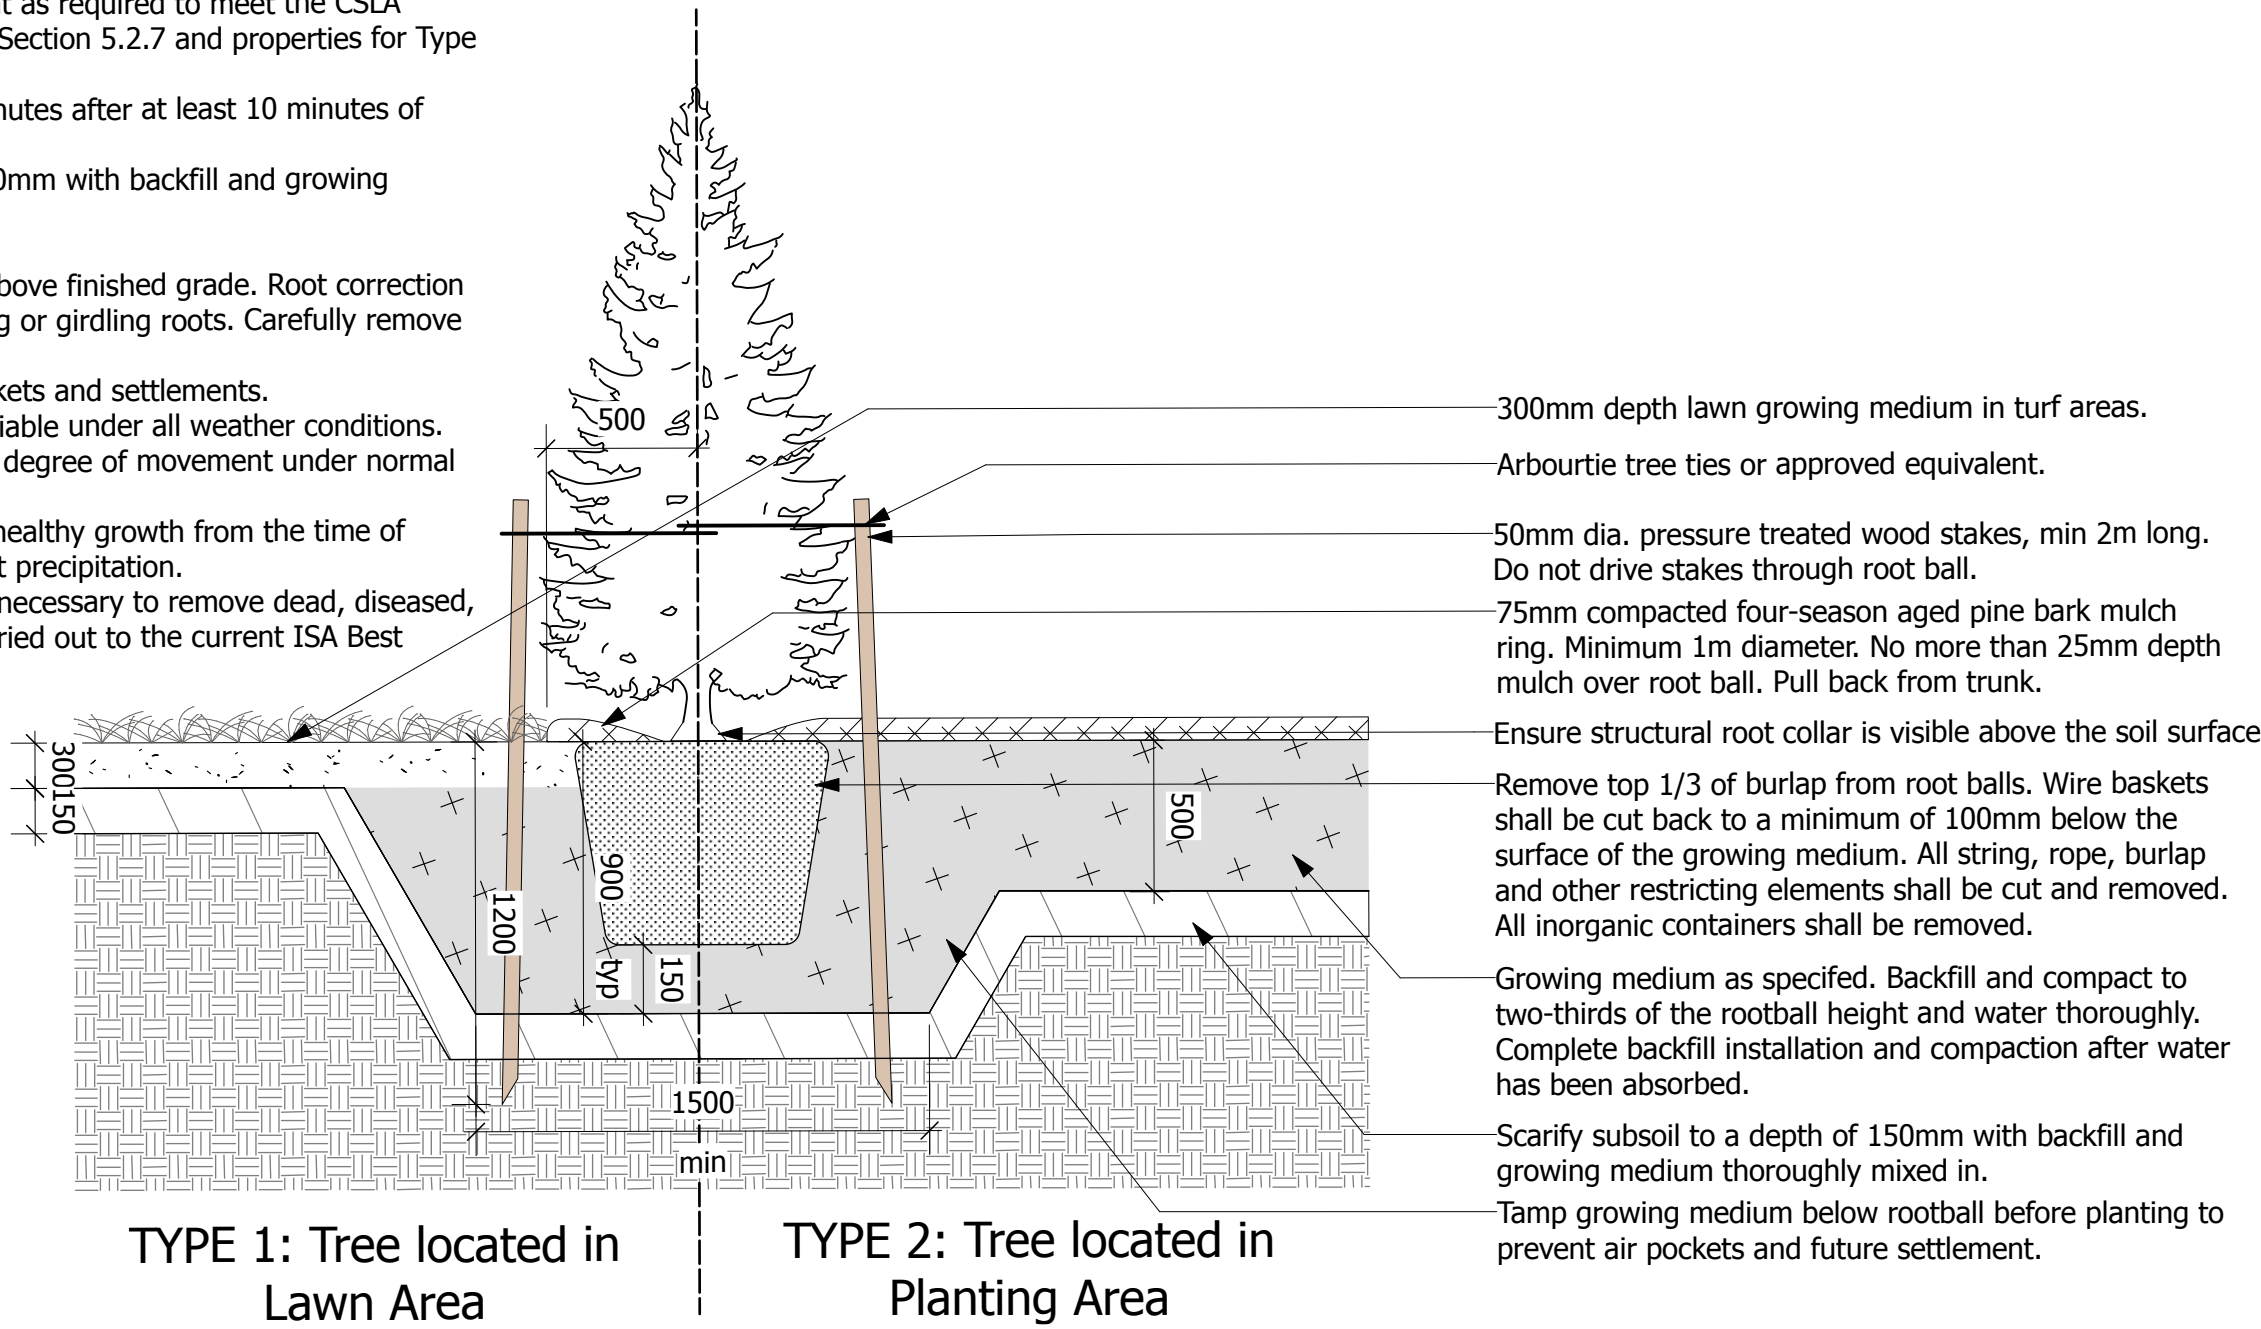 t as required to meet the CSLA
Section 5.2.7 and properties for Type
nutes after at least 10 minutes of
0mm with backfill and growing
bove finished grade. Root correction
g or girdling roots. Carefully remove
kets and settlements.
iable under all weather conditions.
degree of movement under normal
healthy growth from the time of
t precipitation.
necessary to remove dead, diseased,
ried out to the current ISA Best
500
300
150
1200
900
typ
150
1500
min
500
300mm depth lawn growing medium in turf areas.
Arbourtie tree ties or approved equivalent.
50mm dia. pressure treated wood stakes, min 2m long.
Do not drive stakes through root ball.
75mm compacted four-season aged pine bark mulch
ring. Minimum 1m diameter. No more than 25mm depth
mulch over root ball. Pull back from trunk.
Ensure structural root collar is visible above the soil surface
Remove top 1/3 of burlap from root balls. Wire baskets
shall be cut back to a minimum of 100mm below the
surface of the growing medium. All string, rope, burlap
and other restricting elements shall be cut and removed.
All inorganic containers shall be removed.
Growing medium as specifed. Backfill and compact to
two-thirds of the rootball height and water thoroughly.
Complete backfill installation and compaction after water
has been absorbed.
Scarify subsoil to a depth of 150mm with backfill and
growing medium thoroughly mixed in.
Tamp growing medium below rootball before planting to
prevent air pockets and future settlement.
TYPE 1: Tree located in
Lawn Area
TYPE 2: Tree located in
Planting Area